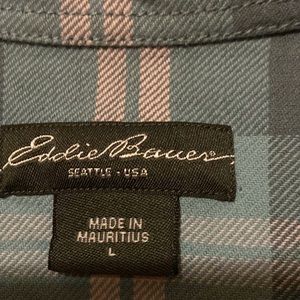 Eddie Bauer®
SEATTLE - USA
MADE IN
MAURITIUS
L